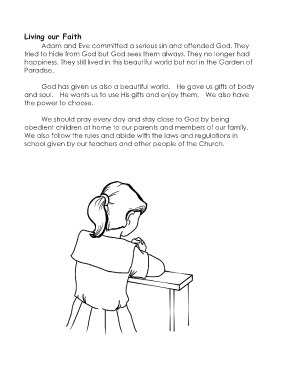 Living our Faith
Adam and Eve committed a serious sin and offended God. They
tried to hide from God but God sees them always. They no longer had
happiness. They still lived in this beautiful world but not in the Garden of
Paradise.
God has given us also a beautiful world. He gave us gifts of body
and soul. He wants us to use His gifts and enjoy them. We also have
the power to choose.
We should pray every day and stay close to God by being
obedient children at home to our parents and members of our family.
We also follow the rules and abide with the laws and regulations in
school given by our teachers and other people of the Church.